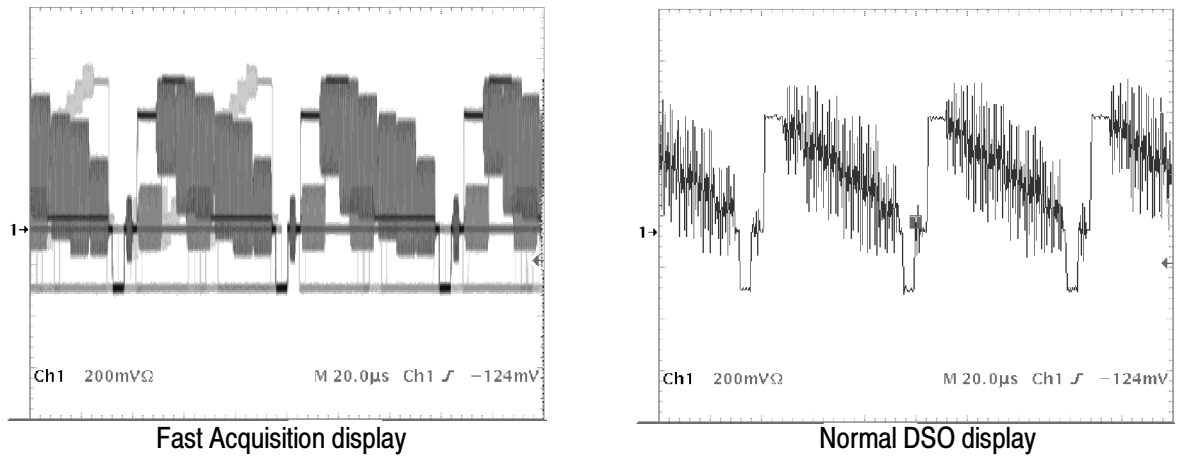 1→
Ch1 200mVΩ M 20.0µs Ch1 ∫ −124mV
Fast Acquisition display
1→
Ch1 200mVΩ M 20.0µs Ch1 ∫ −124mV
Normal DSO display